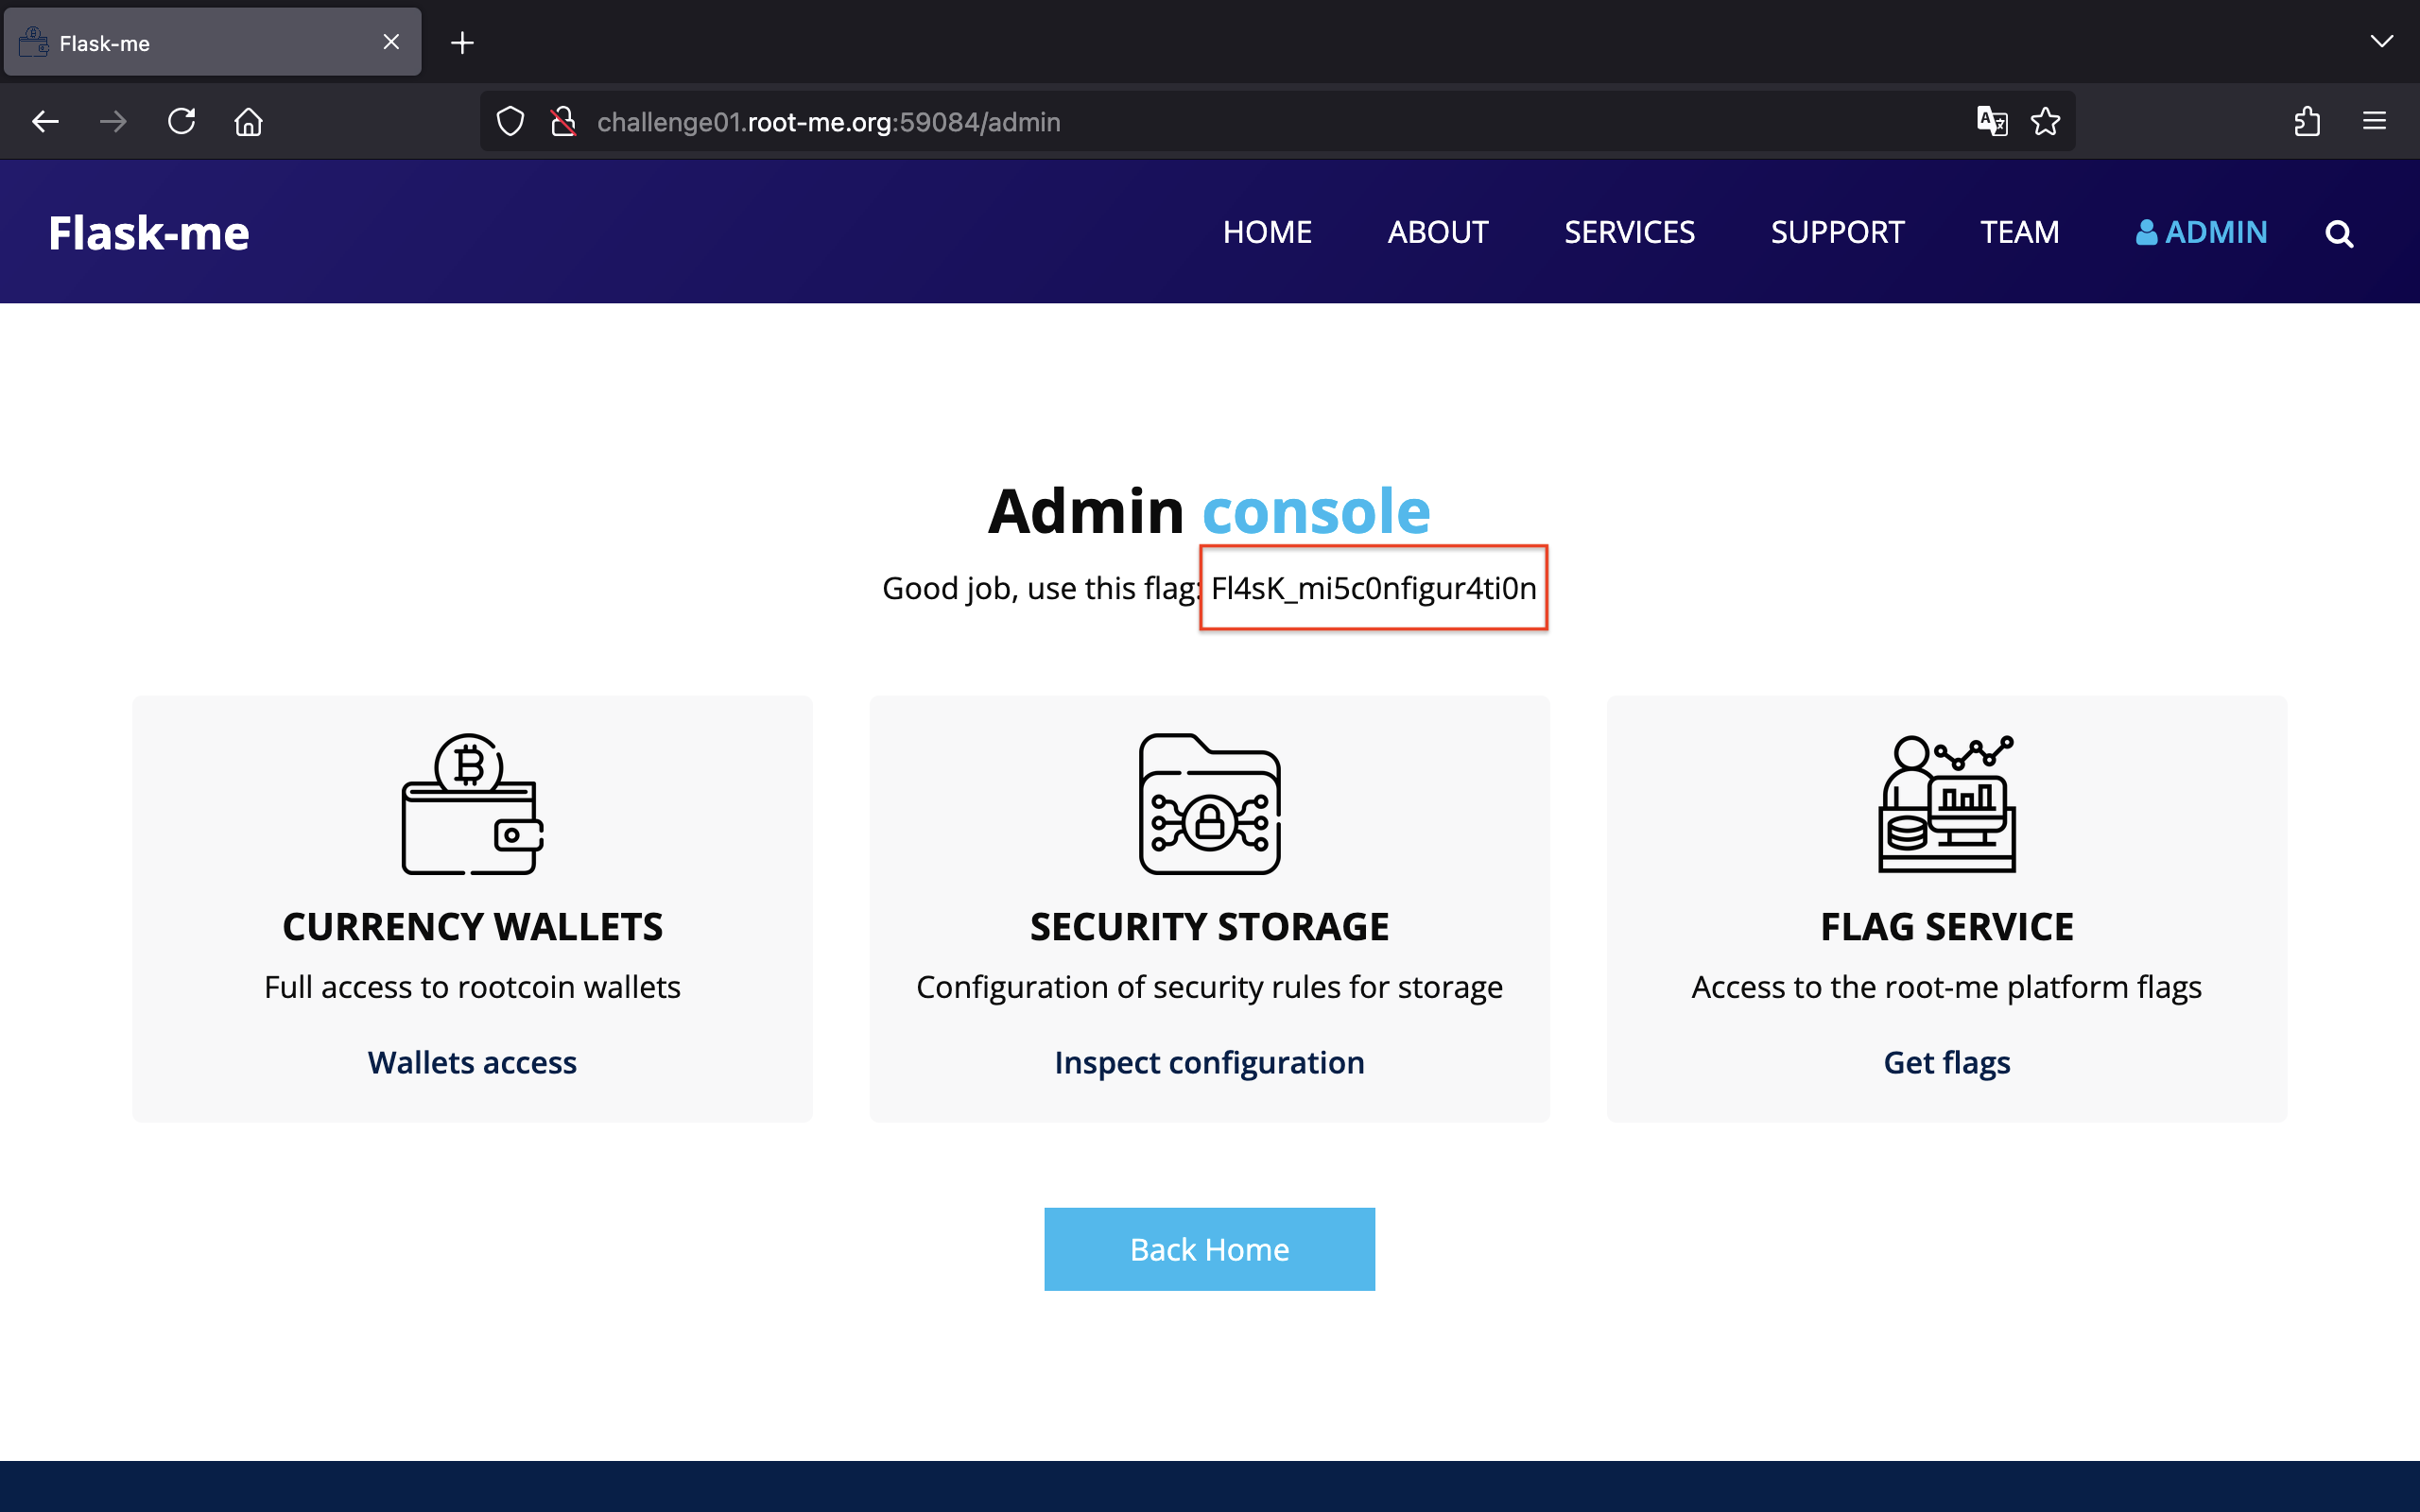 Flask-me
challenge01.root-me.org:59084/admin
Flask-me
HOME ABOUT SERVICES SUPPORT TEAM ADMIN
Admin console
Good job, use this flag: Fl4sK_mi5c0nfigur4ti0n
CURRENCY WALLETS
Full access to rootcoin wallets
Wallets access
SECURITY STORAGE
Configuration of security rules for storage
Inspect configuration
FLAG SERVICE
Access to the root-me platform flags
Get flags
Back Home